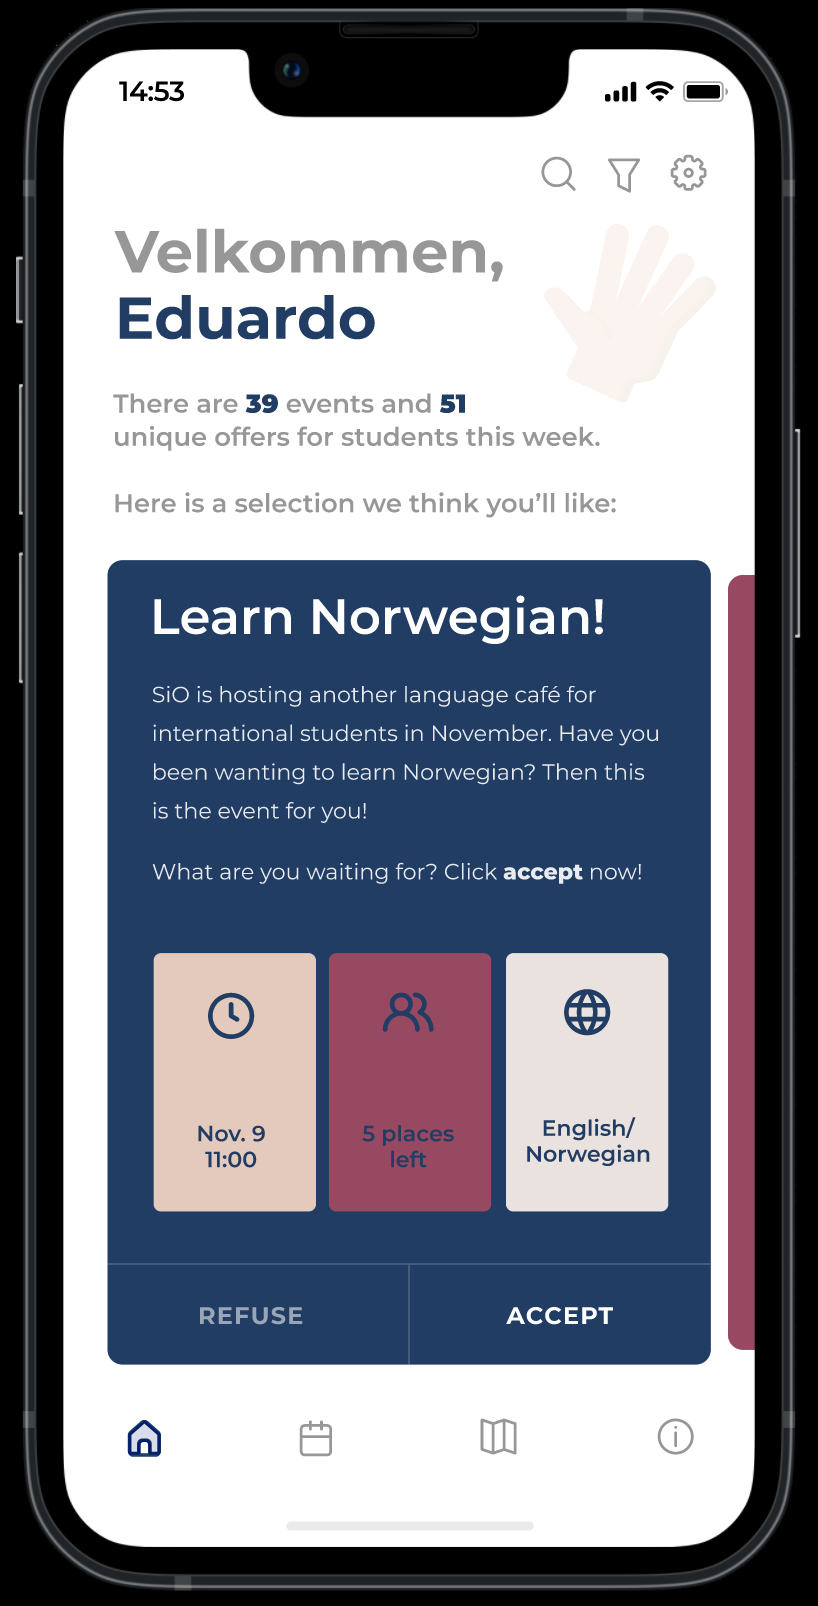 14:53
Velkommen,
Eduardo
There are 39 events and 51
unique offers for students this week.
Here is a selection we think you’ll like:
Learn Norwegian!
SiO is hosting another language café for
international students in November. Have you
been wanting to learn Norwegian? Then this
is the event for you!
What are you waiting for? Click accept now!
Nov. 9
11:00
5 places
left
English/
Norwegian
REFUSE
ACCEPT